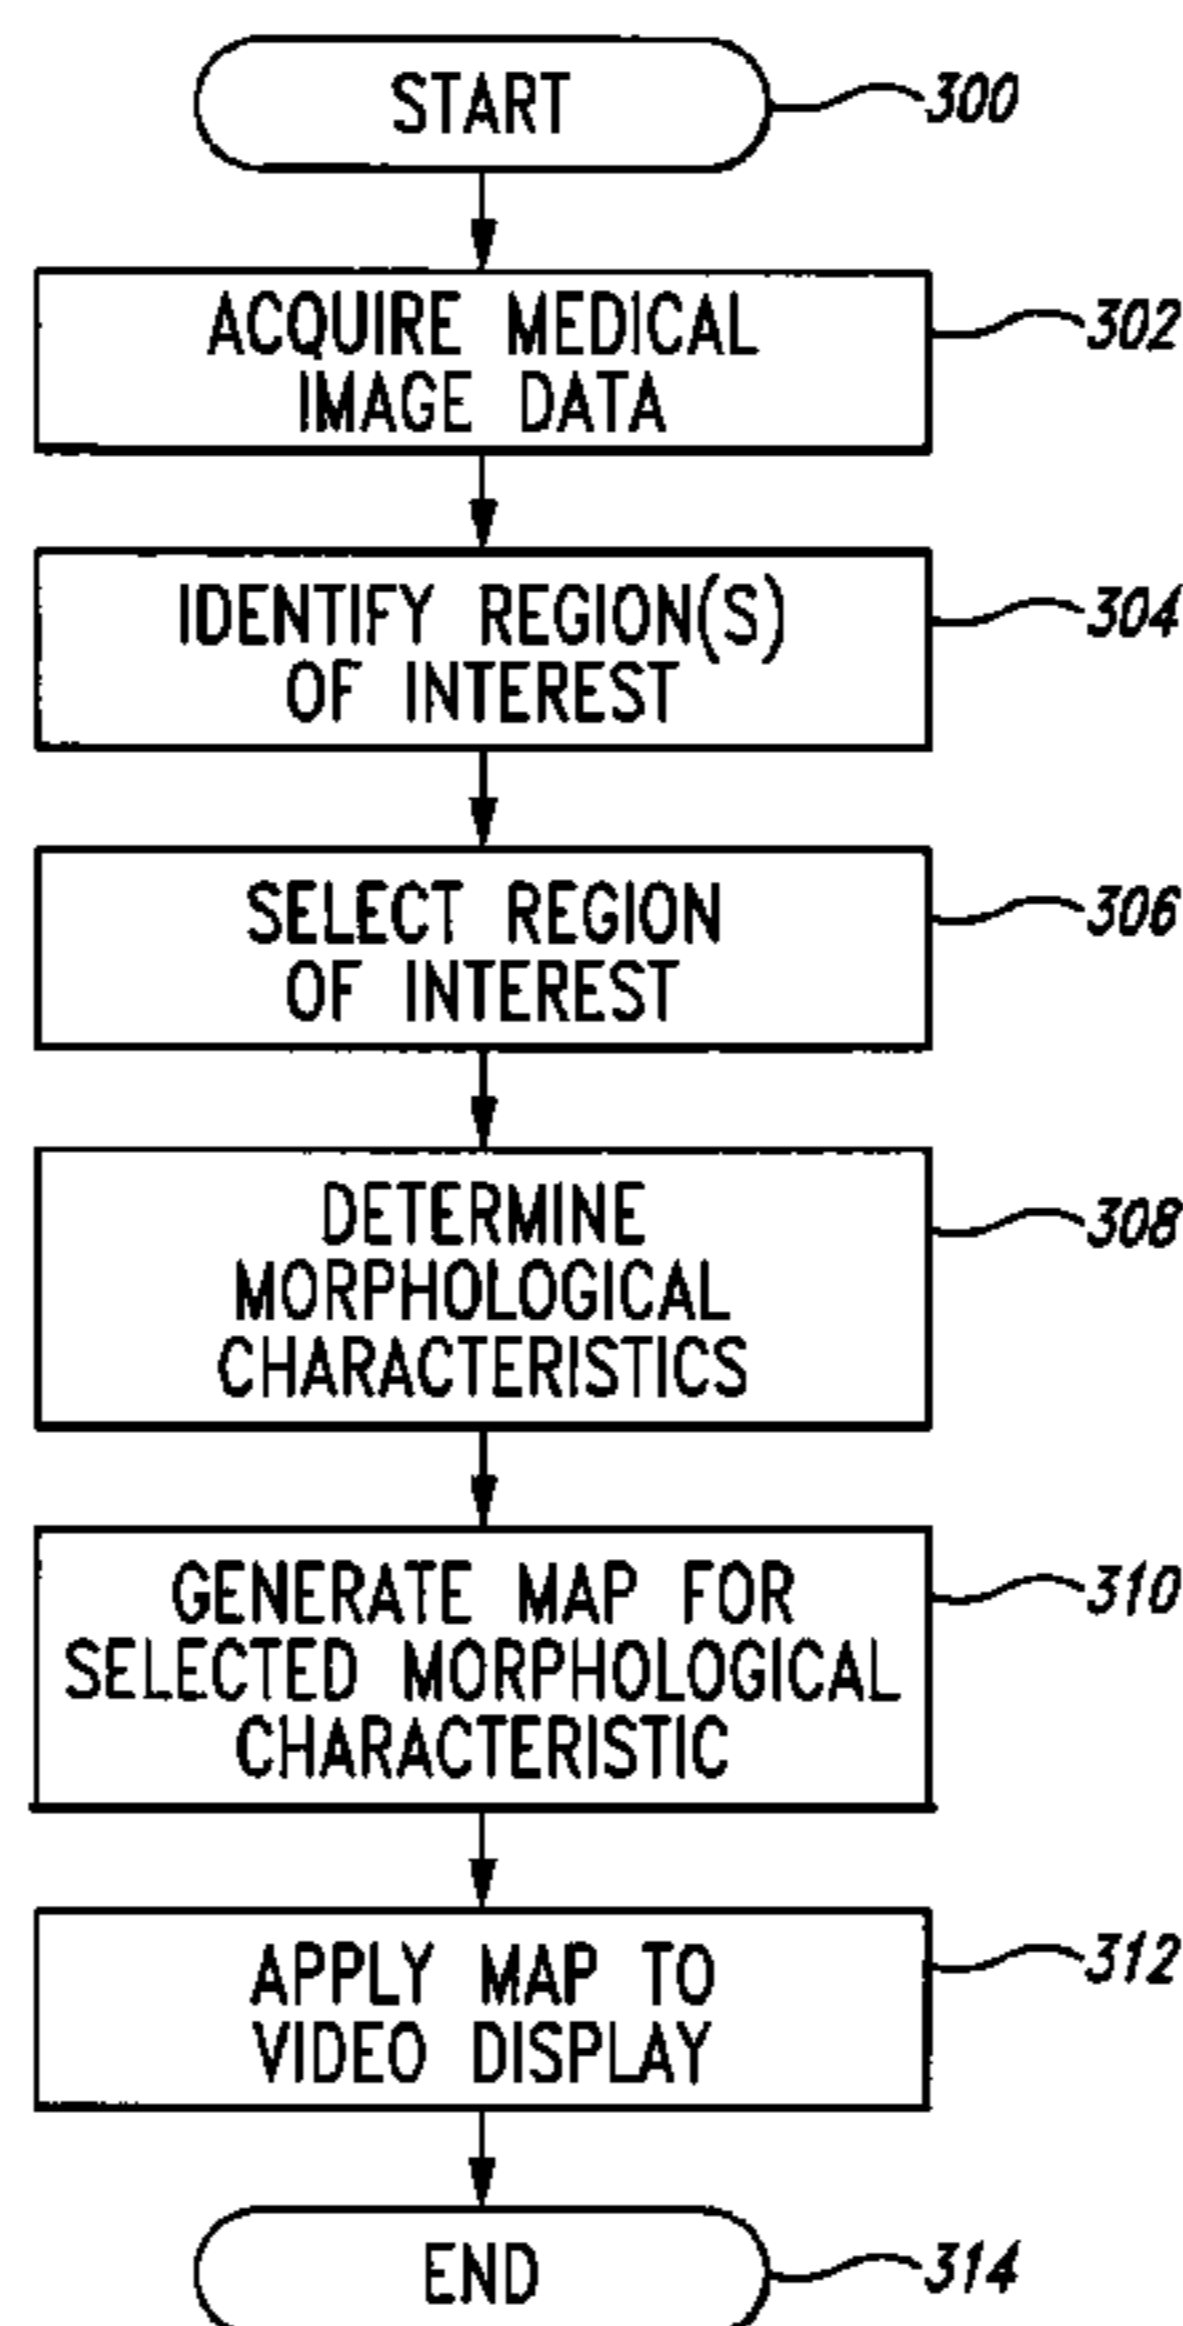 START
300
ACQUIRE MEDICAL
IMAGE DATA
302
IDENTIFY REGION(S)
OF INTEREST
304
SELECT REGION
OF INTEREST
306
DETERMINE
MORPHOLOGICAL
CHARACTERISTICS
308
GENERATE MAP FOR
SELECTED MORPHOLOGICAL
CHARACTERISTIC
310
APPLY MAP TO
VIDEO DISPLAY
312
END
314